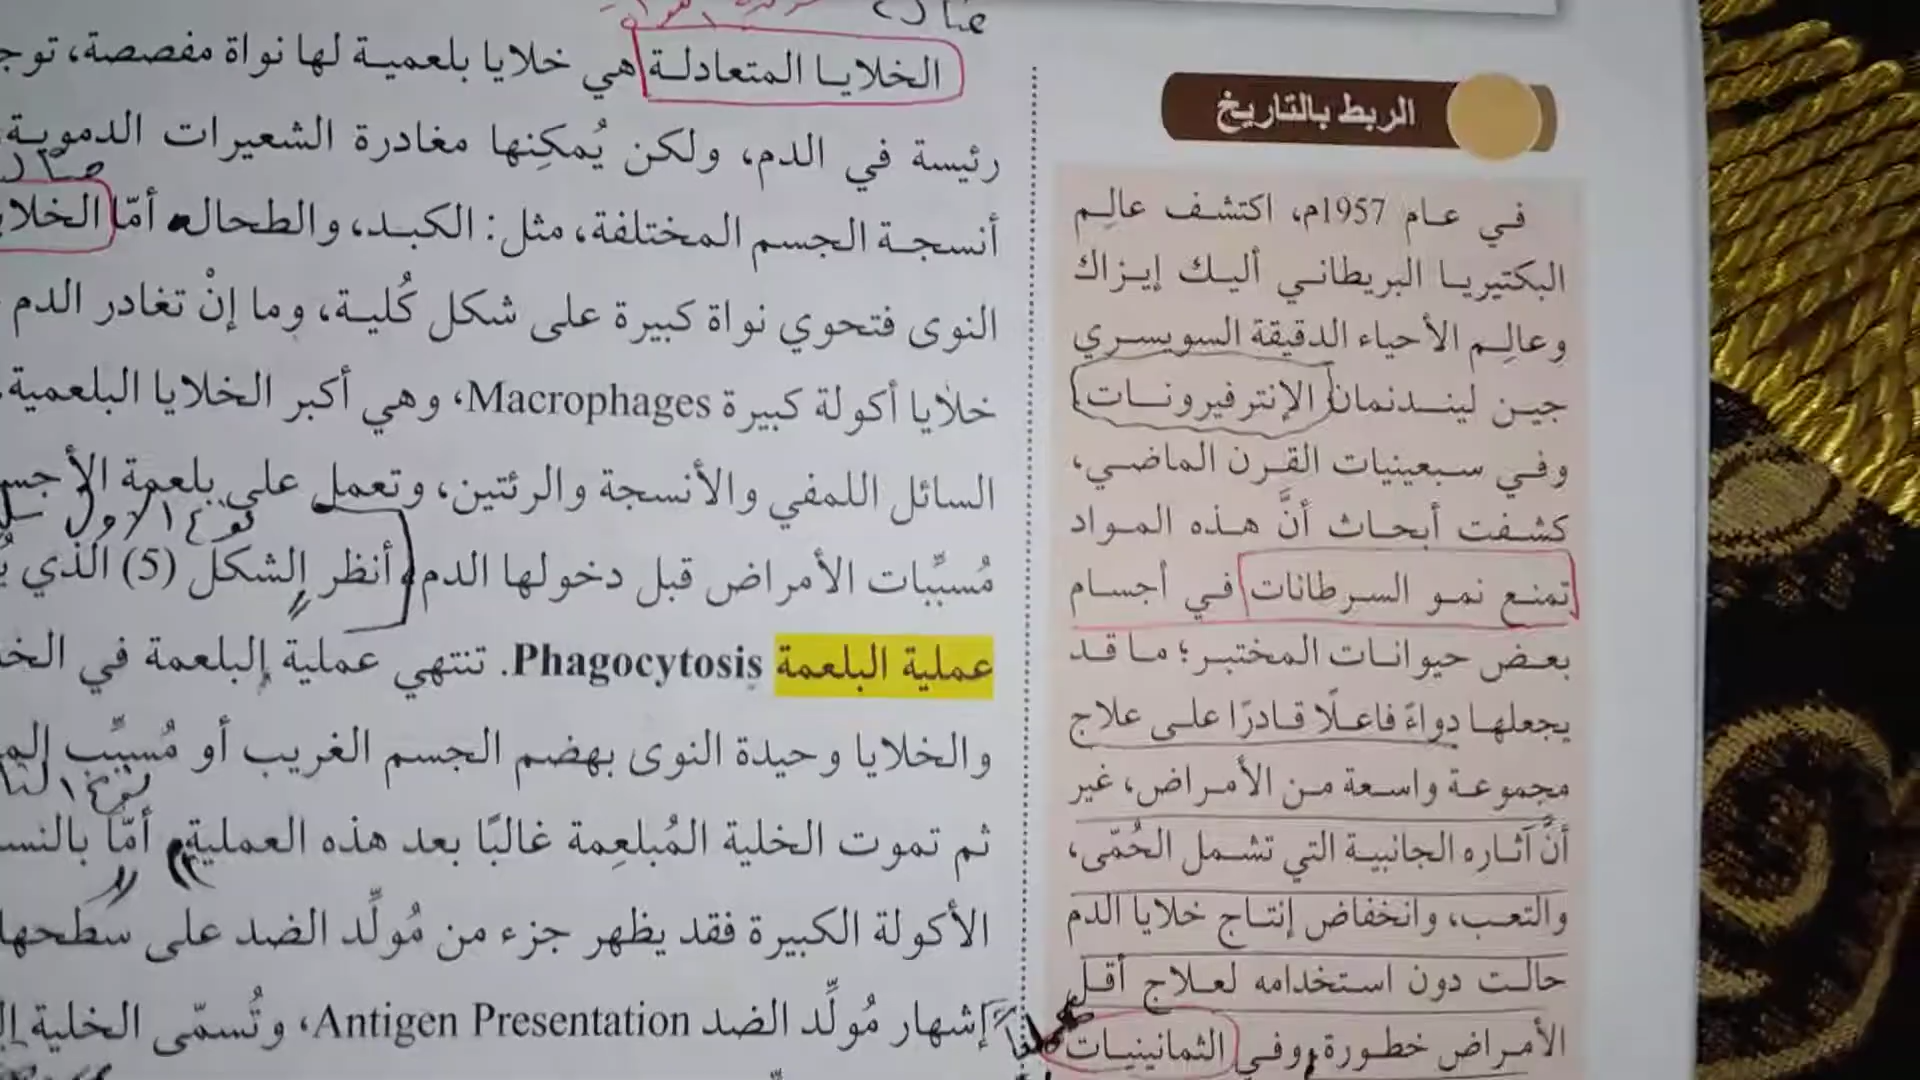 الخلايا المتعادلة هي خلايا بلعمية لها نواة مفصصة، توج
رئيسة في الدم، ولكن يُمكِنها مغادرة الشعيرات الدموية
أنسجة الجسم المختلفة، مثل: الكبد، والطحال. أمّا الخلايا
النوى فتحوي نواة كبيرة على شكل كُلية، وما إنْ تغادر الدم
خلايا أكولة كبيرة Macrophages، وهي أكبر الخلايا البلعمية،
السائل اللمفي والأنسجة والرئتين، وتعمل على بلعمة الأجس
نوع الاول
مُسبِّبات الأمراض قبل دخولها الدم. أنظر الشكل (5) الذي يُ
عملية البلعمة Phagocytosis. تنتهي عملية البلعمة في الخ
والخلايا وحيدة النوى بهضم الجسم الغريب أو مُسبِّب الم
ثم تموت الخلية المُبلعِمة غالبًا بعد هذه العملية، أمّا بالنس
الأكولة الكبيرة فقد يظهر جزء من مُولِّد الضد على سطحها
إشهار مُولِّد الضد Antigen Presentation، وتُسمّى الخلية
الربط بالتاريخ
في عام 1957م، اكتشف عالِم
البكتيريا البريطاني أليك إيزاك
وعالِم الأحياء الدقيقة السويسري
جين ليندنمان الإنترفيرونات،
وفي سبعينيات القرن الماضي،
كشفت أبحاث أنَّ هذه المواد
تمنع نمو السرطانات في أجسام
بعض حيوانات المختبر؛ ما قد
يجعلها دواءً فاعلًا قادرًا على علاج
مجموعة واسعة من الأمراض، غير
أنَّ آثاره الجانبية التي تشمل الحُمّى،
والتعب، وانخفاض إنتاج خلايا الدم
حالت دون استخدامه لعلاج أقل
الأمراض خطورة، وفي الثمانينيات